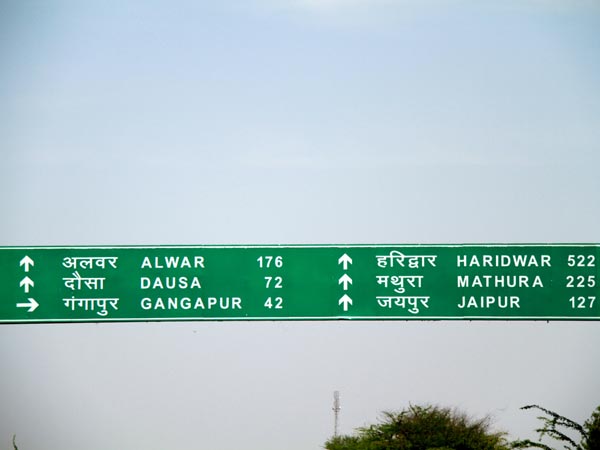 अलवर ALWAR 176
दौसा DAUSA 72
गंगापुर GANGAPUR 42
हरिद्वार HARIDWAR 522
मथुरा MATHURA 225
जयपुर JAIPUR 127